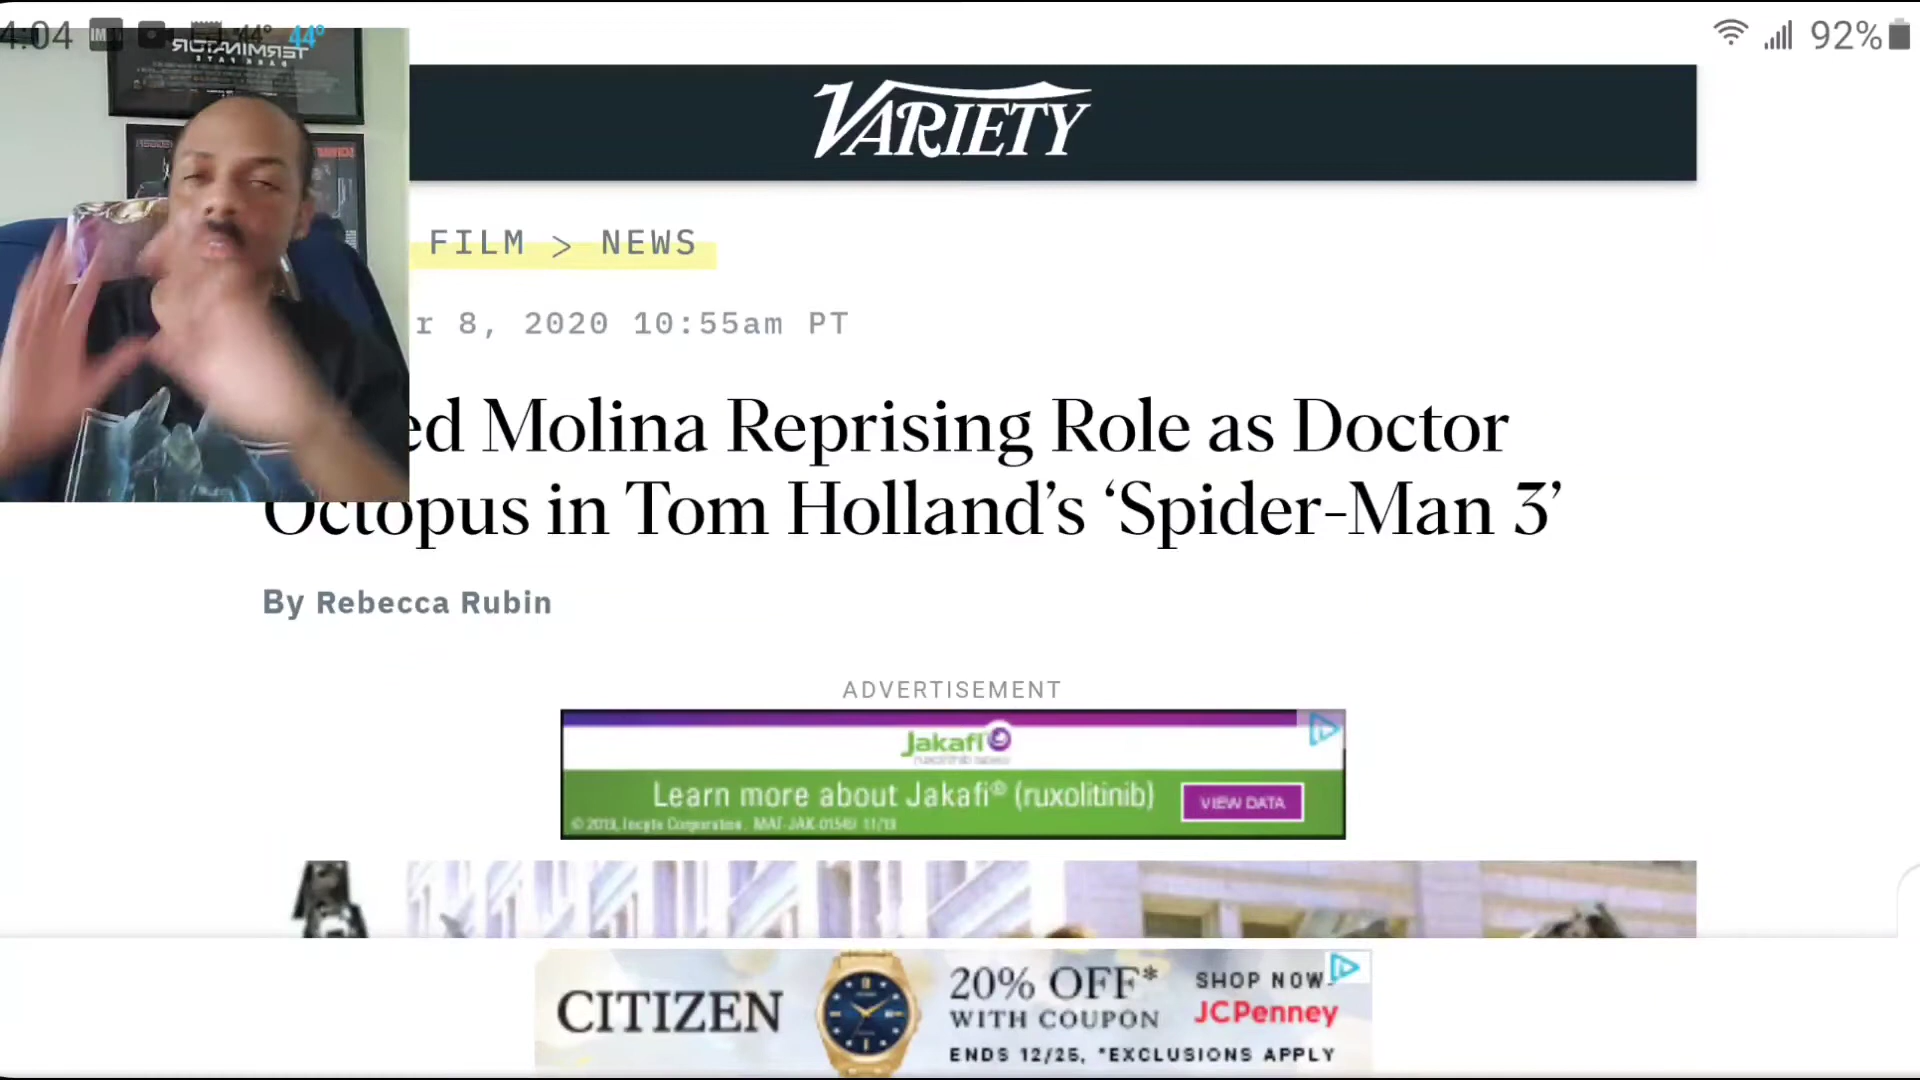 4:04
44°
44°
92%
VARIETY
FILM > NEWS
r 8, 2020 10:55am PT
ed Molina Reprising Role as Doctor
Octopus in Tom Holland's ‘Spider-Man 3’
By Rebecca Rubin
ADVERTISEMENT
Jakafi
Learn more about Jakafi® (ruxolitinib)
VIEW DATA
CITIZEN
20% OFF*
WITH COUPON
ENDS 12/25, *EXCLUSIONS APPLY
SHOP NOW
JCPenney
TERMINATOR